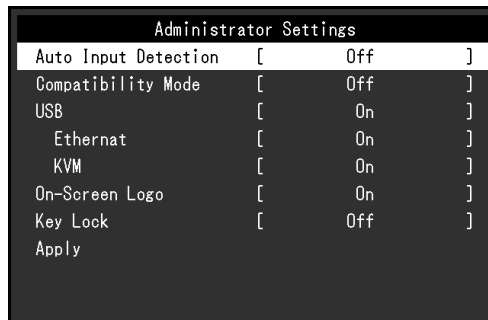 Administrator Settings
Auto Input Detection [ Off ]
Compatibility Mode [ Off ]
USB [ On ]
Ethernat [ On ]
KVM [ On ]
On-Screen Logo [ On ]
Key Lock [ Off ]
Apply